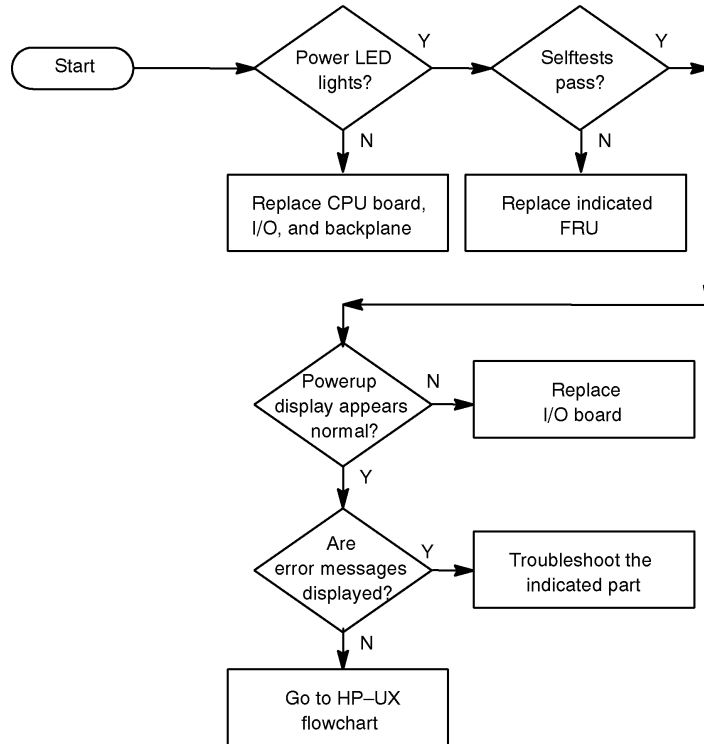 Start
Power LED
lights?
Y
Selftests
pass?
Y
N
N
Replace CPU board,
I/O, and backplane
Replace indicated
FRU
Powerup
display appears
normal?
N
Replace
I/O board
Y
Are
error messages
displayed?
Y
Troubleshoot the
indicated part
N
Go to HP–UX
flowchart